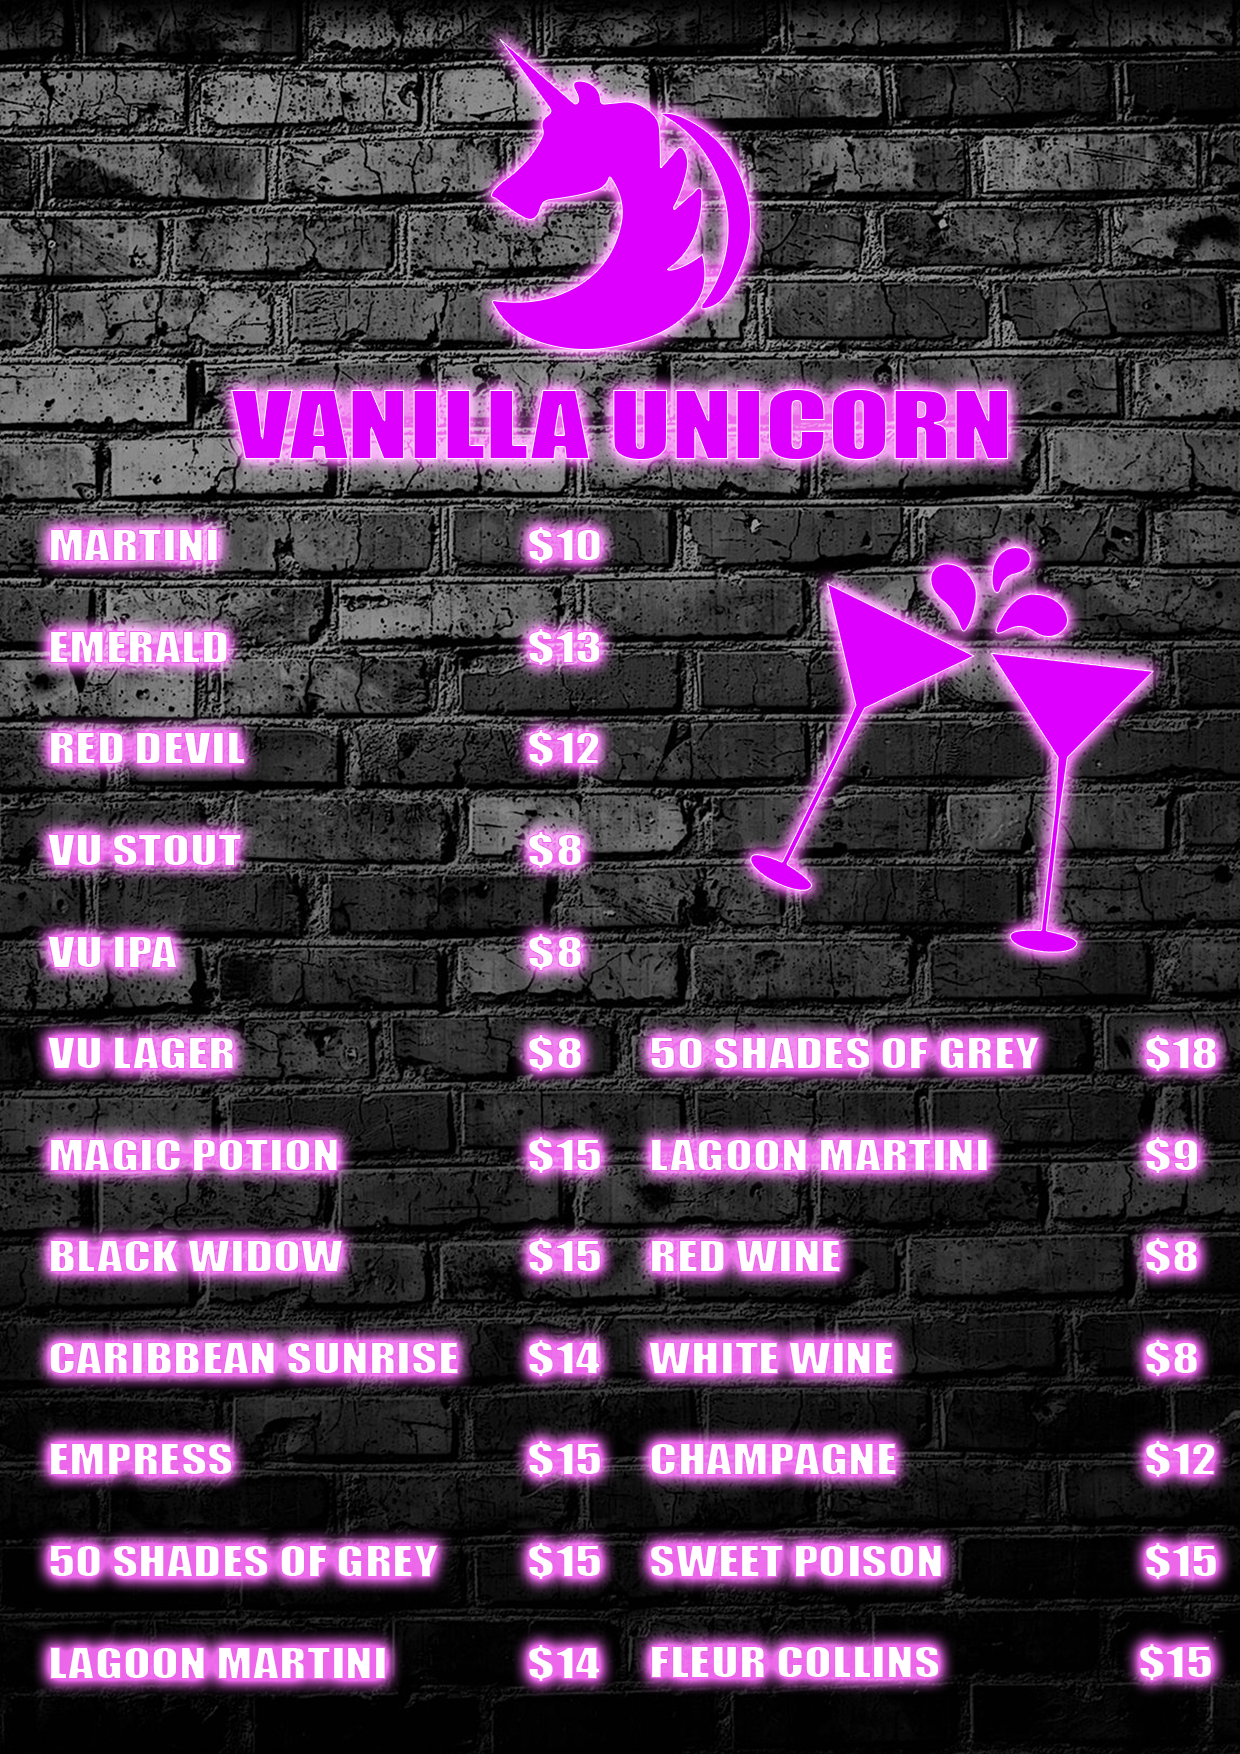 VANILLA UNICORN
MARTINI $10
EMERALD $13
RED DEVIL $12
VU STOUT $8
VU IPA $8
VU LAGER $8
MAGIC POTION $15
BLACK WIDOW $15
CARIBBEAN SUNRISE $14
EMPRESS $15
50 SHADES OF GREY $15
LAGOON MARTINI $14
50 SHADES OF GREY $18
LAGOON MARTINI $9
RED WINE $8
WHITE WINE $8
CHAMPAGNE $12
SWEET POISON $15
FLEUR COLLINS $15